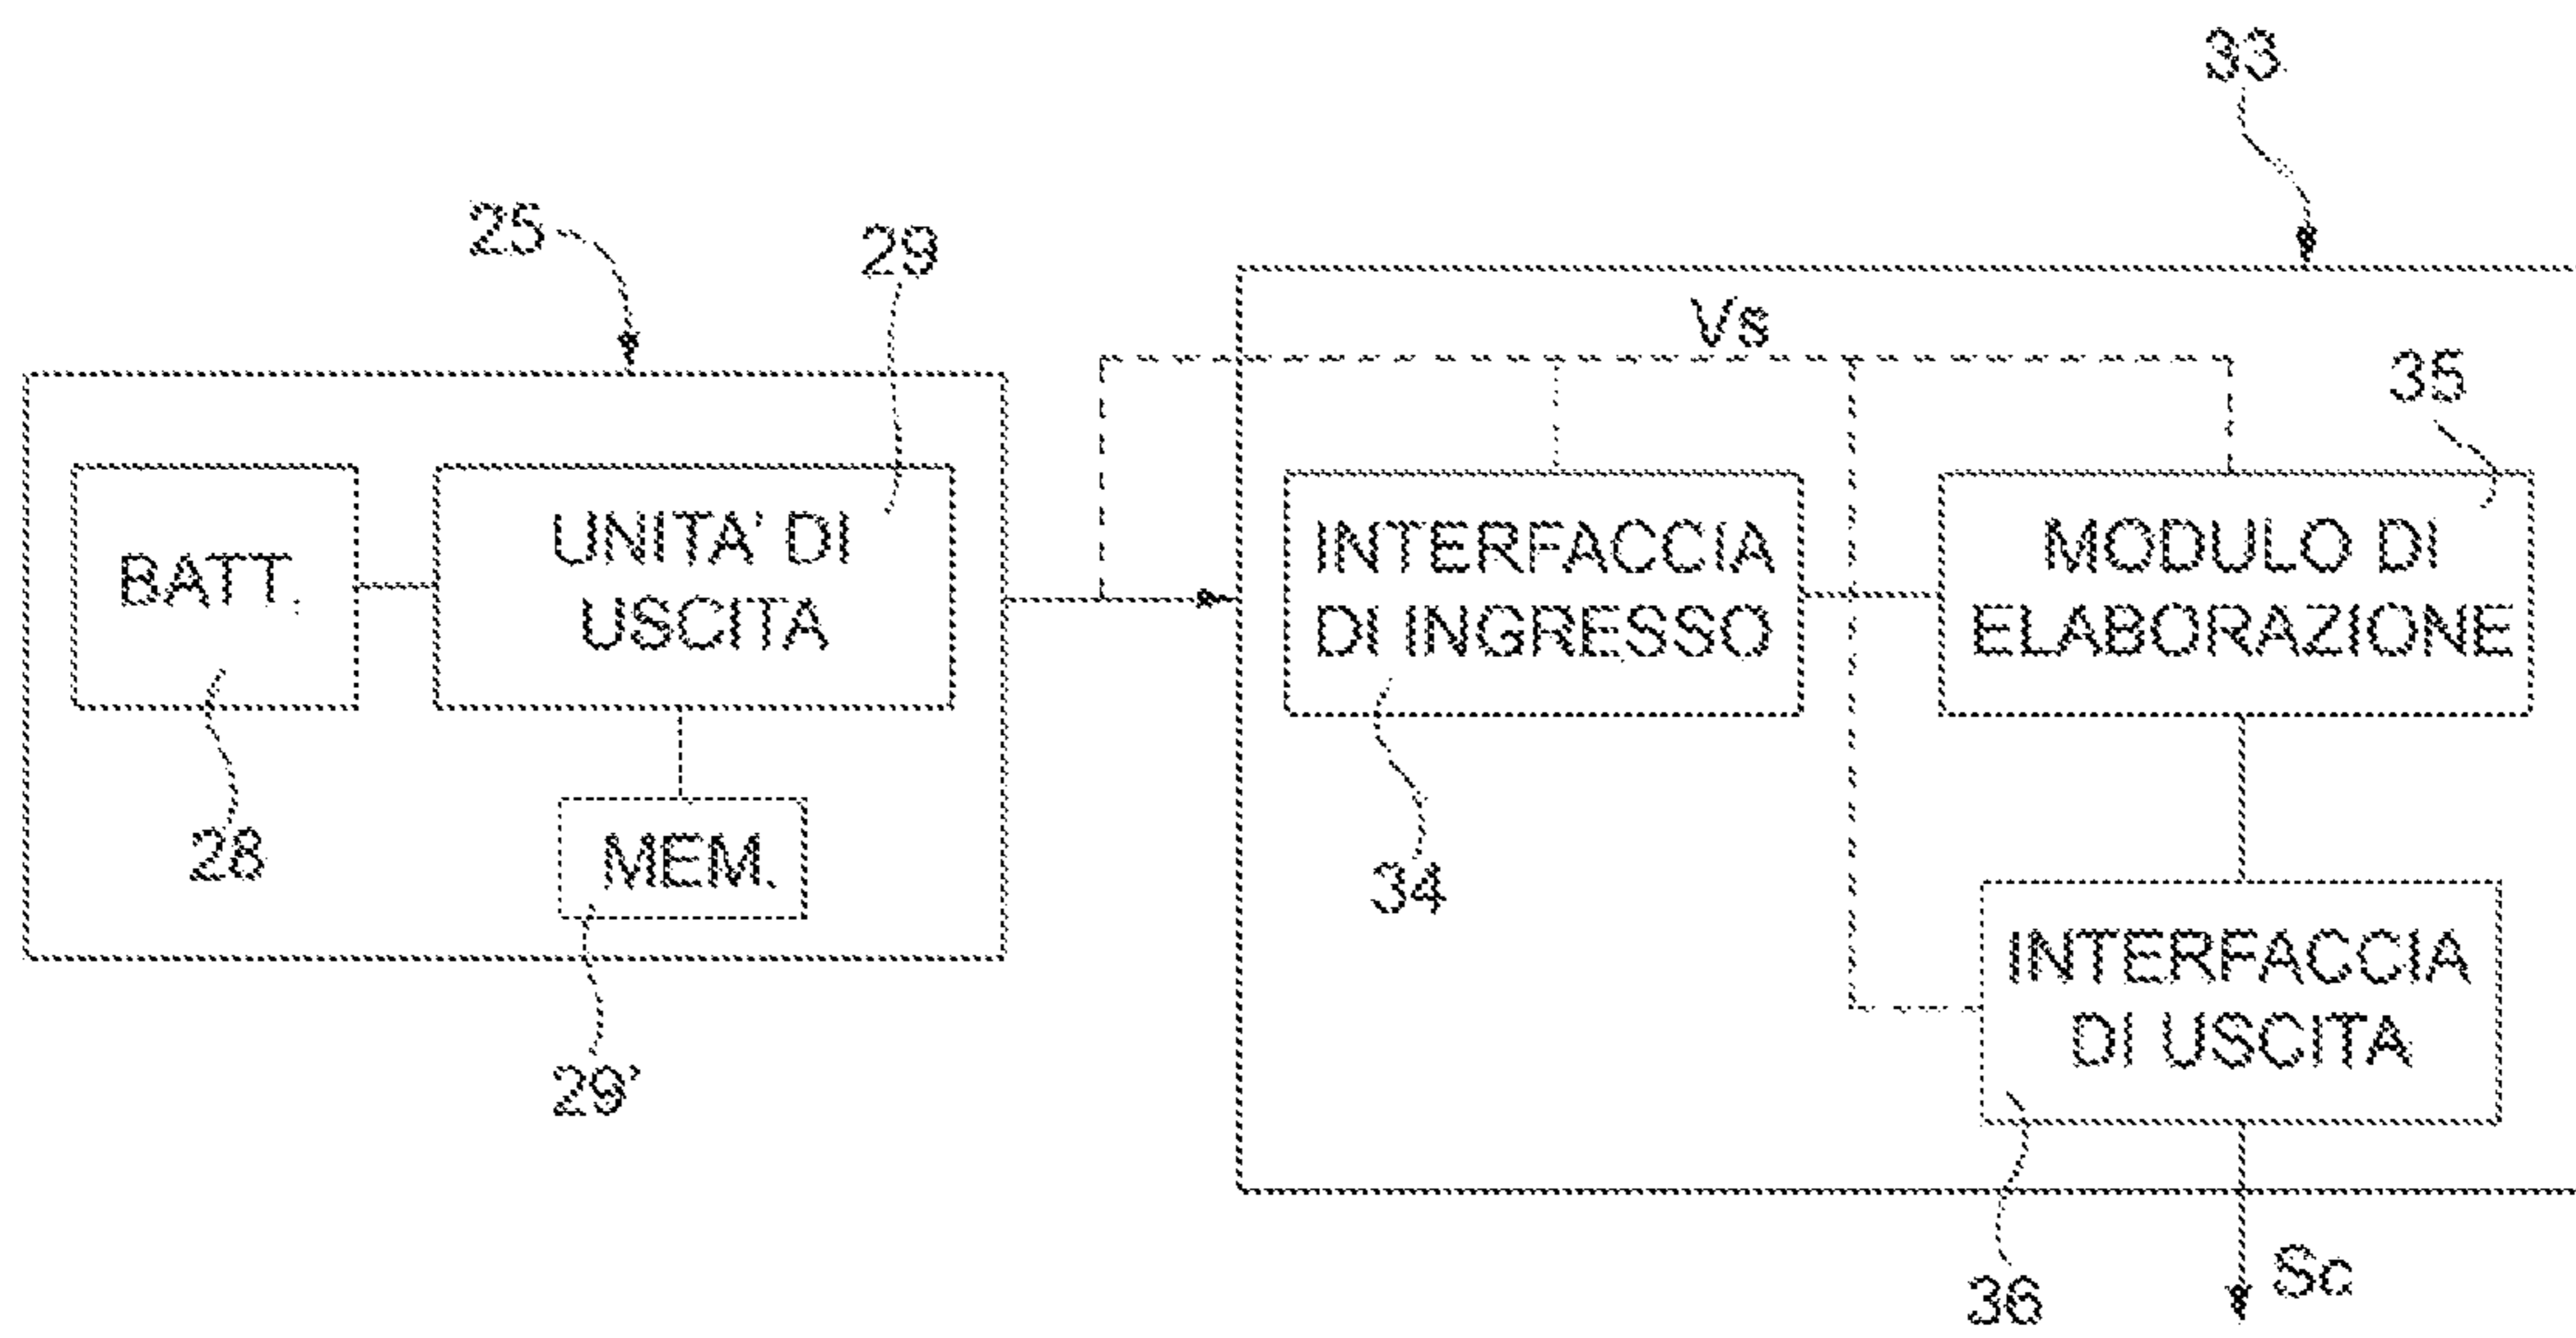 33
25
29
Vs
35
BATT.
UNITA' DI
USCITA
INTERFACCIA
DI INGRESSO
MODULO DI
ELABORAZIONE
28
MEM.
34
29'
INTERFACCIA
DI USCITA
36
Sc